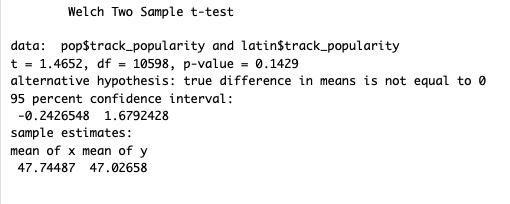 Welch Two Sample t-test
data:  pop$track_popularity and latin$track_popularity
t = 1.4652, df = 10598, p-value = 0.1429
alternative hypothesis: true difference in means is not equal to 0
95 percent confidence interval:
-0.2426548  1.6792428
sample estimates:
mean of x mean of y
47.74487  47.02658